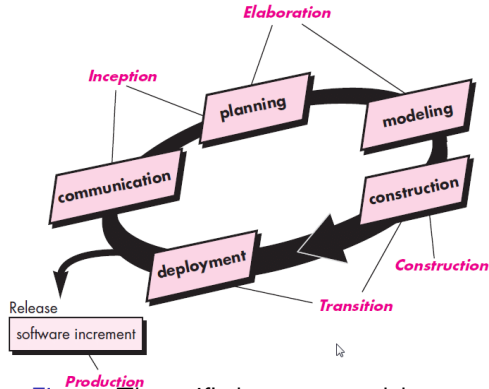 Elaboration
Inception
planning
modeling
communication
construction
deployment
Construction
Transition
Release
software increment
Production